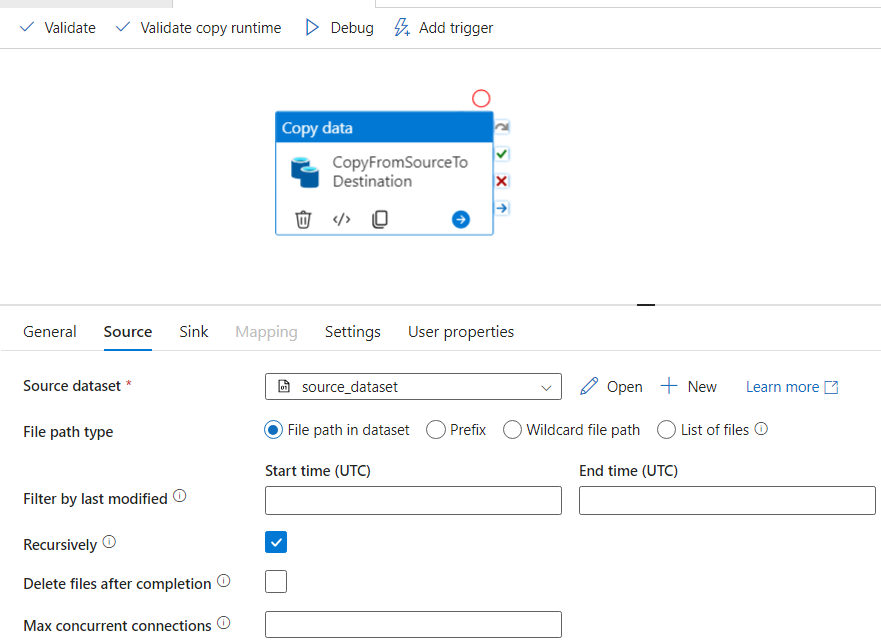 Validate Validate copy runtime Debug Add trigger
Copy data
CopyFromSourceTo
Destination
General Source Sink Mapping Settings User properties
Source dataset * source_dataset Open New Learn more
File path type File path in dataset Prefix Wildcard file path List of files
Start time (UTC) End time (UTC)
Filter by last modified
Recursively
Delete files after completion
Max concurrent connections